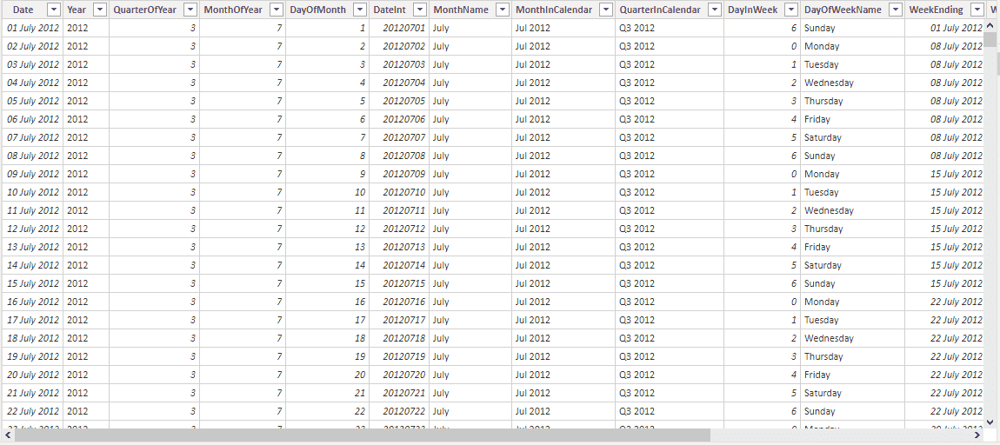 Date Year QuarterOfYear MonthOfYear DayOfMonth DateInt MonthName MonthInCalendar QuarterInCalendar DayInWeek DayOfWeekName WeekEnding W
01 July 2012 2012 3 7 1 20120701 July Jul 2012 Q3 2012 6 Sunday 01 July 2012
02 July 2012 2012 3 7 2 20120702 July Jul 2012 Q3 2012 0 Monday 08 July 2012
03 July 2012 2012 3 7 3 20120703 July Jul 2012 Q3 2012 1 Tuesday 08 July 2012
04 July 2012 2012 3 7 4 20120704 July Jul 2012 Q3 2012 2 Wednesday 08 July 2012
05 July 2012 2012 3 7 5 20120705 July Jul 2012 Q3 2012 3 Thursday 08 July 2012
06 July 2012 2012 3 7 6 20120706 July Jul 2012 Q3 2012 4 Friday 08 July 2012
07 July 2012 2012 3 7 7 20120707 July Jul 2012 Q3 2012 5 Saturday 08 July 2012
08 July 2012 2012 3 7 8 20120708 July Jul 2012 Q3 2012 6 Sunday 08 July 2012
09 July 2012 2012 3 7 9 20120709 July Jul 2012 Q3 2012 0 Monday 15 July 2012
10 July 2012 2012 3 7 10 20120710 July Jul 2012 Q3 2012 1 Tuesday 15 July 2012
11 July 2012 2012 3 7 11 20120711 July Jul 2012 Q3 2012 2 Wednesday 15 July 2012
12 July 2012 2012 3 7 12 20120712 July Jul 2012 Q3 2012 3 Thursday 15 July 2012
13 July 2012 2012 3 7 13 20120713 July Jul 2012 Q3 2012 4 Friday 15 July 2012
14 July 2012 2012 3 7 14 20120714 July Jul 2012 Q3 2012 5 Saturday 15 July 2012
15 July 2012 2012 3 7 15 20120715 July Jul 2012 Q3 2012 6 Sunday 15 July 2012
16 July 2012 2012 3 7 16 20120716 July Jul 2012 Q3 2012 0 Monday 22 July 2012
17 July 2012 2012 3 7 17 20120717 July Jul 2012 Q3 2012 1 Tuesday 22 July 2012
18 July 2012 2012 3 7 18 20120718 July Jul 2012 Q3 2012 2 Wednesday 22 July 2012
19 July 2012 2012 3 7 19 20120719 July Jul 2012 Q3 2012 3 Thursday 22 July 2012
20 July 2012 2012 3 7 20 20120720 July Jul 2012 Q3 2012 4 Friday 22 July 2012
21 July 2012 2012 3 7 21 20120721 July Jul 2012 Q3 2012 5 Saturday 22 July 2012
22 July 2012 2012 3 7 22 20120722 July Jul 2012 Q3 2012 6 Sunday 22 July 2012